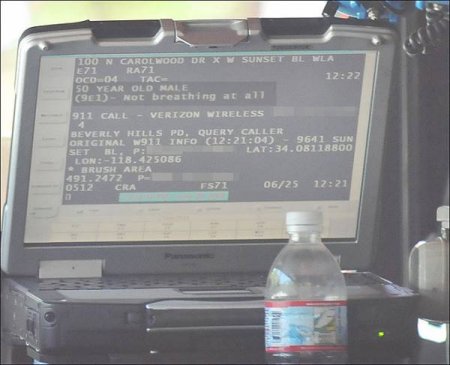 100 N CAROLWOOD DR X W SUNSET BL WLA
E71 RA71
OCD=04 TAC= 12:22
50 YEAR OLD MALE
(9E1)- Not breathing at all
911 CALL - VERIZON WIRELESS
4
BEVERLY HILLS PD, QUERY CALLER
ORIGINAL W911 INFO (12:21:04) - 9641 SUN
SET BL, P: LAT:34.08118800
LON:-118.425086
* BRUSH AREA
491.2472 P=
0512 CRA FS71 06/25 12:21
Panasonic